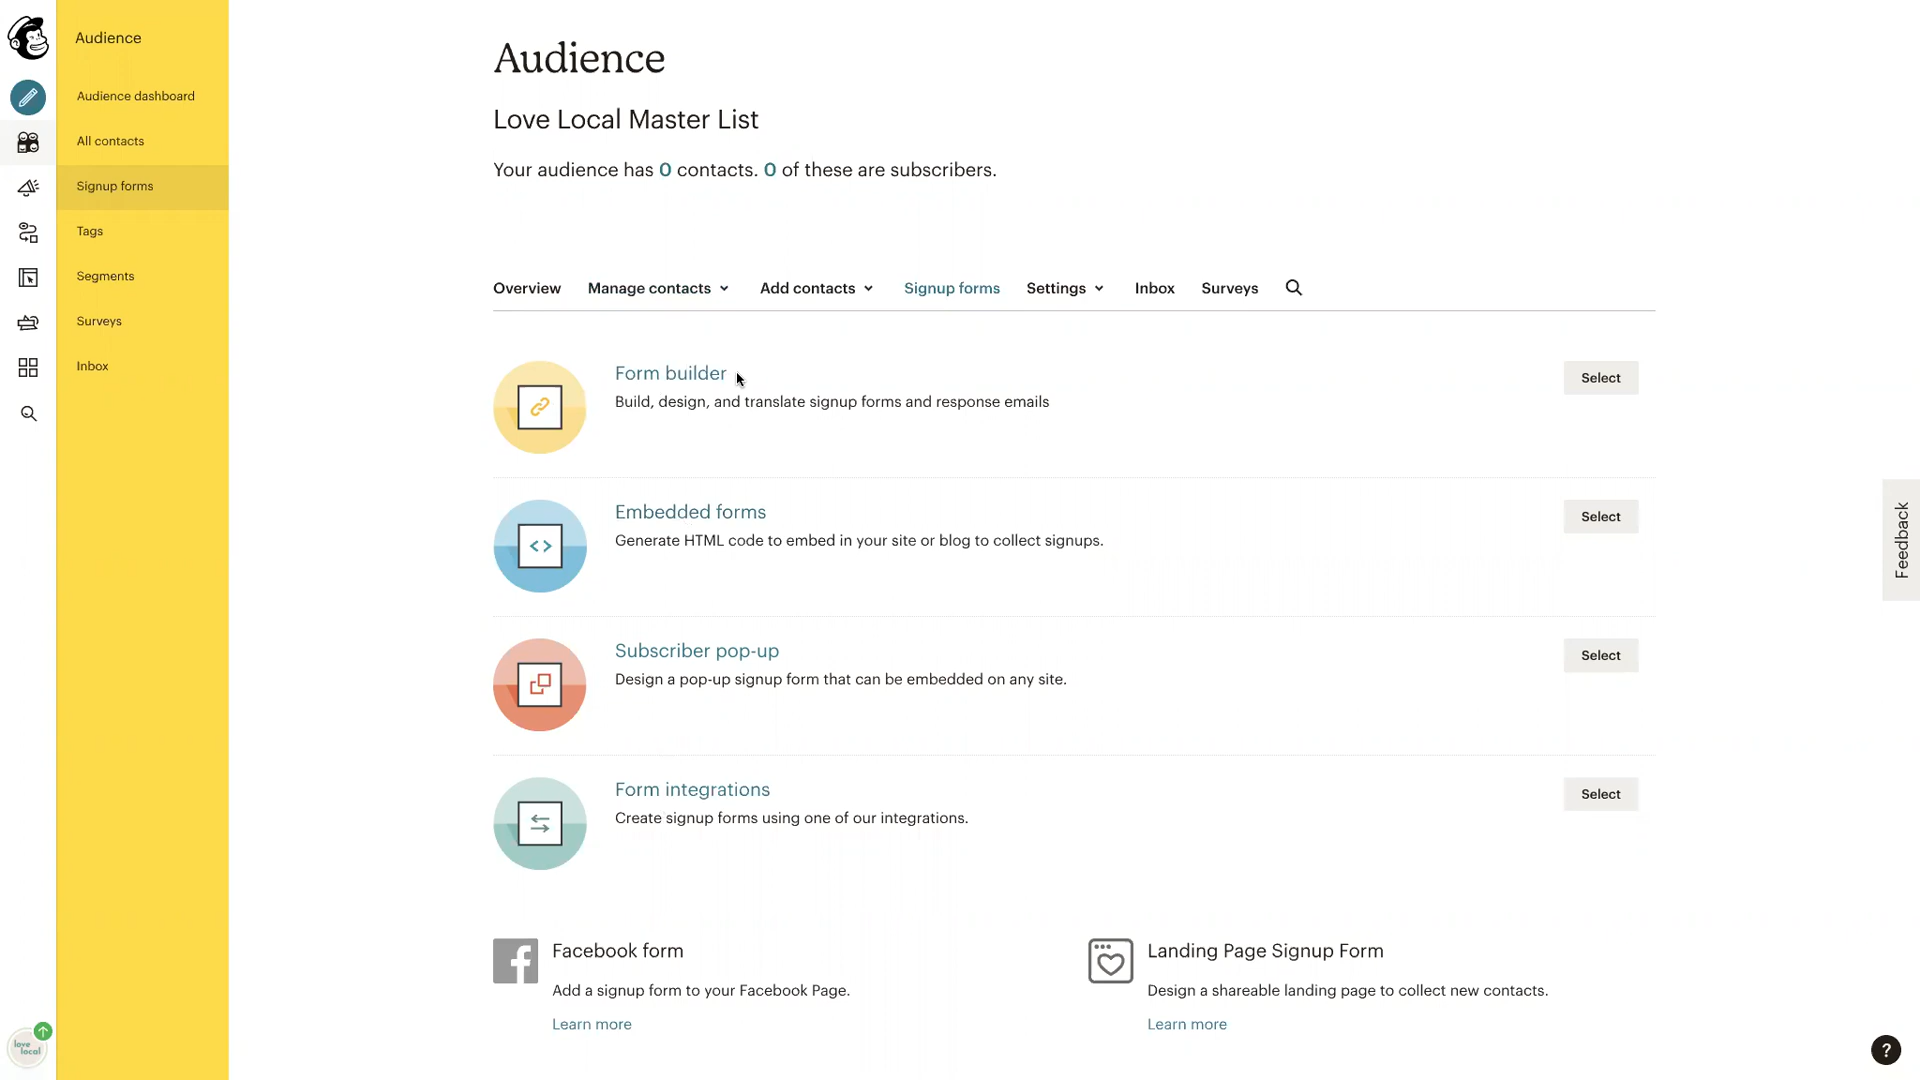 Audience
Audience dashboard
All contacts
Signup forms
Tags
Segments
Surveys
Inbox
love
local
Audience
Love Local Master List
Your audience has 0 contacts. 0 of these are subscribers.
Overview Manage contacts Add contacts Signup forms Settings Inbox Surveys
Form builder
Build, design, and translate signup forms and response emails
Select
Embedded forms
Generate HTML code to embed in your site or blog to collect signups.
Select
Subscriber pop-up
Design a pop-up signup form that can be embedded on any site.
Select
Form integrations
Create signup forms using one of our integrations.
Select
Facebook form
Add a signup form to your Facebook Page.
Learn more
Landing Page Signup Form
Design a shareable landing page to collect new contacts.
Learn more
Feedback
?